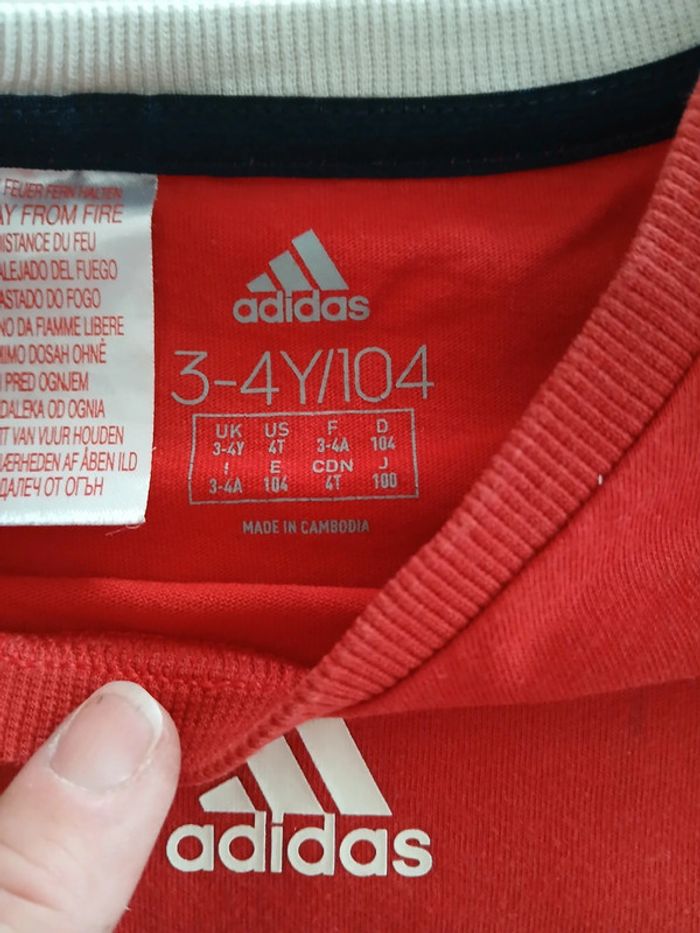 FEUER FERN HALTEN
AY FROM FIRE
ISTANCE DU FEU
ALEJADO DEL FUEGO
ASTADO DO FOGO
NO DA FIAMME LIBERE
MIMO DOSAH OHNĚ
I PRED OGNJEM
DALEKA OD OGNIA
IT VAN VUUR HOUDEN
ÆRHEDEN AF ÅBEN ILD
ДАЛЕЧ ОТ ОГЪН
adidas
3-4Y/104
UK US F D
3-4Y 4T 3-4A 104
I E CDN J
3-4A 104 4T 100
MADE IN CAMBODIA
adidas